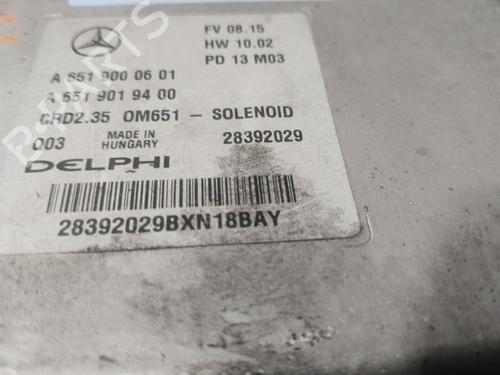 FV 08.15
HW 10.02
PD 13 M03
A 651 900 06 01
A 651 901 94 00
CRD2.35 OM651 - SOLENOID
003 MADE IN HUNGARY 28392029
DELPHI
28392029BXN18BAY
B-PARTS